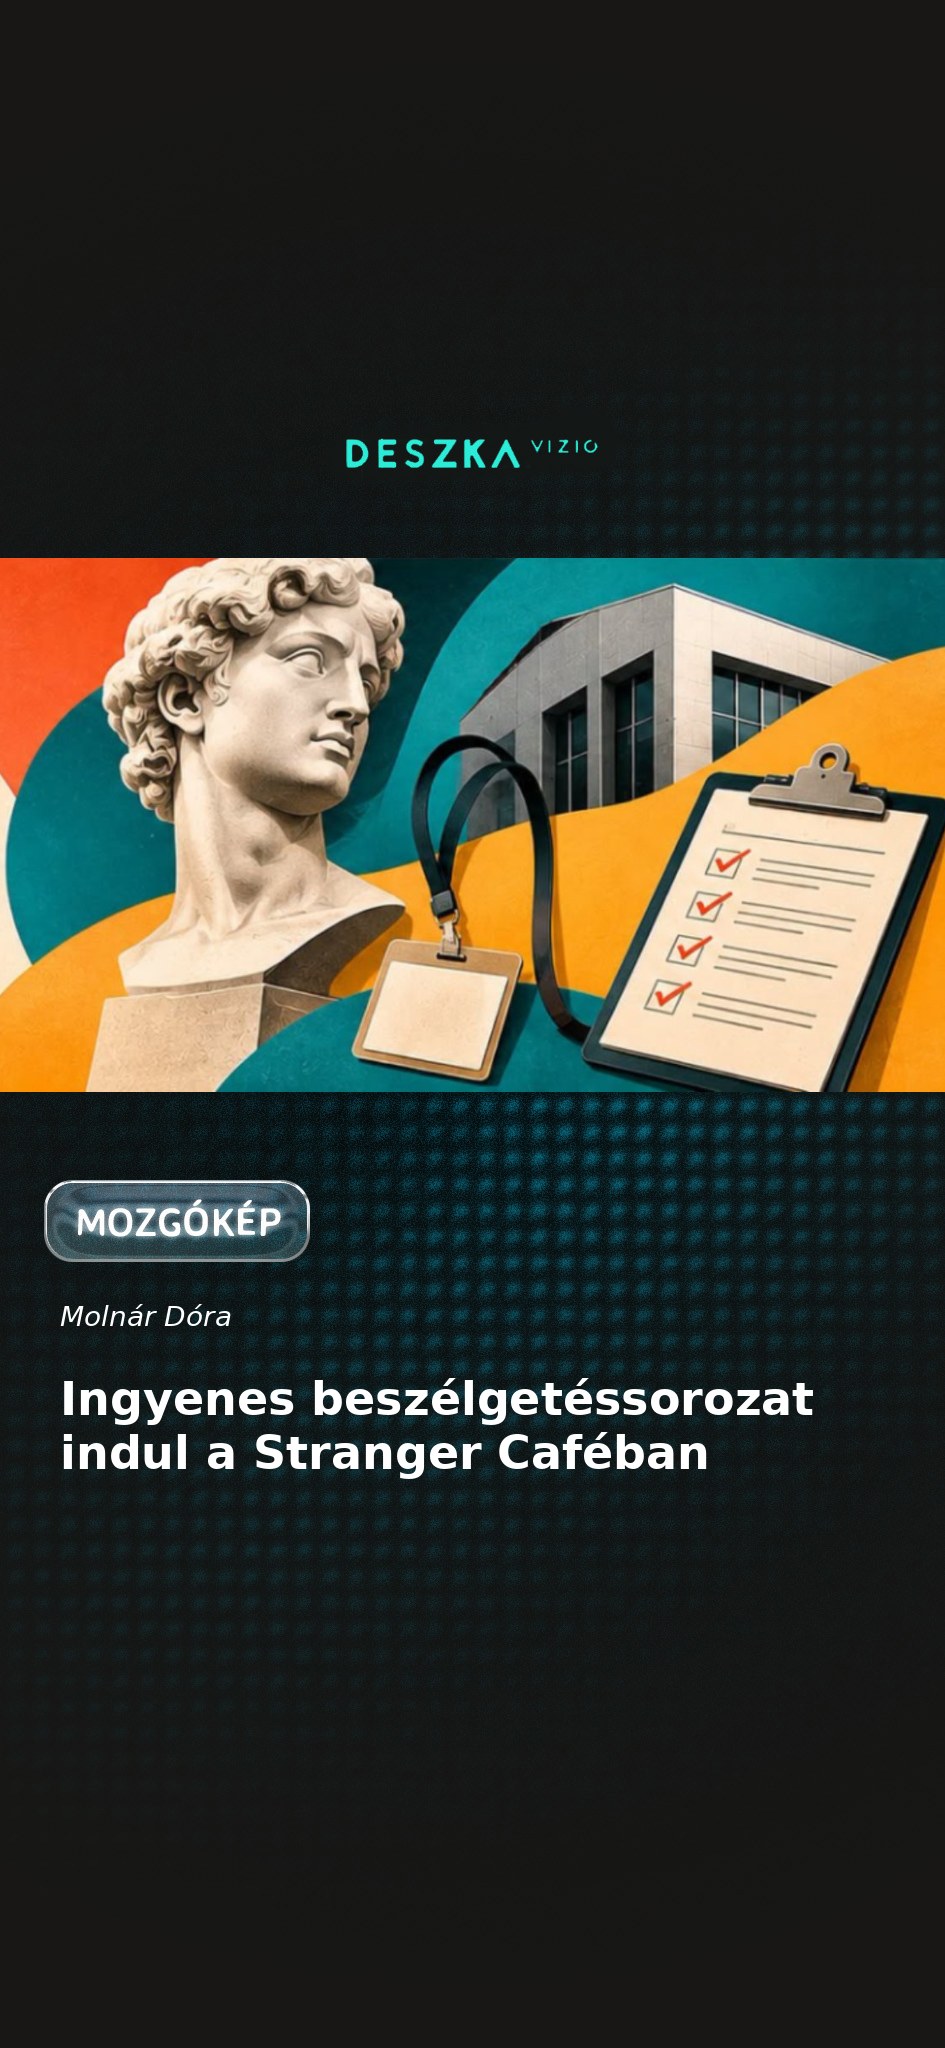 DESZKA VIZIO
MOZGÓKÉP
Molnár Dóra
Ingyenes beszélgetéssorozat
indul a Stranger Caféban